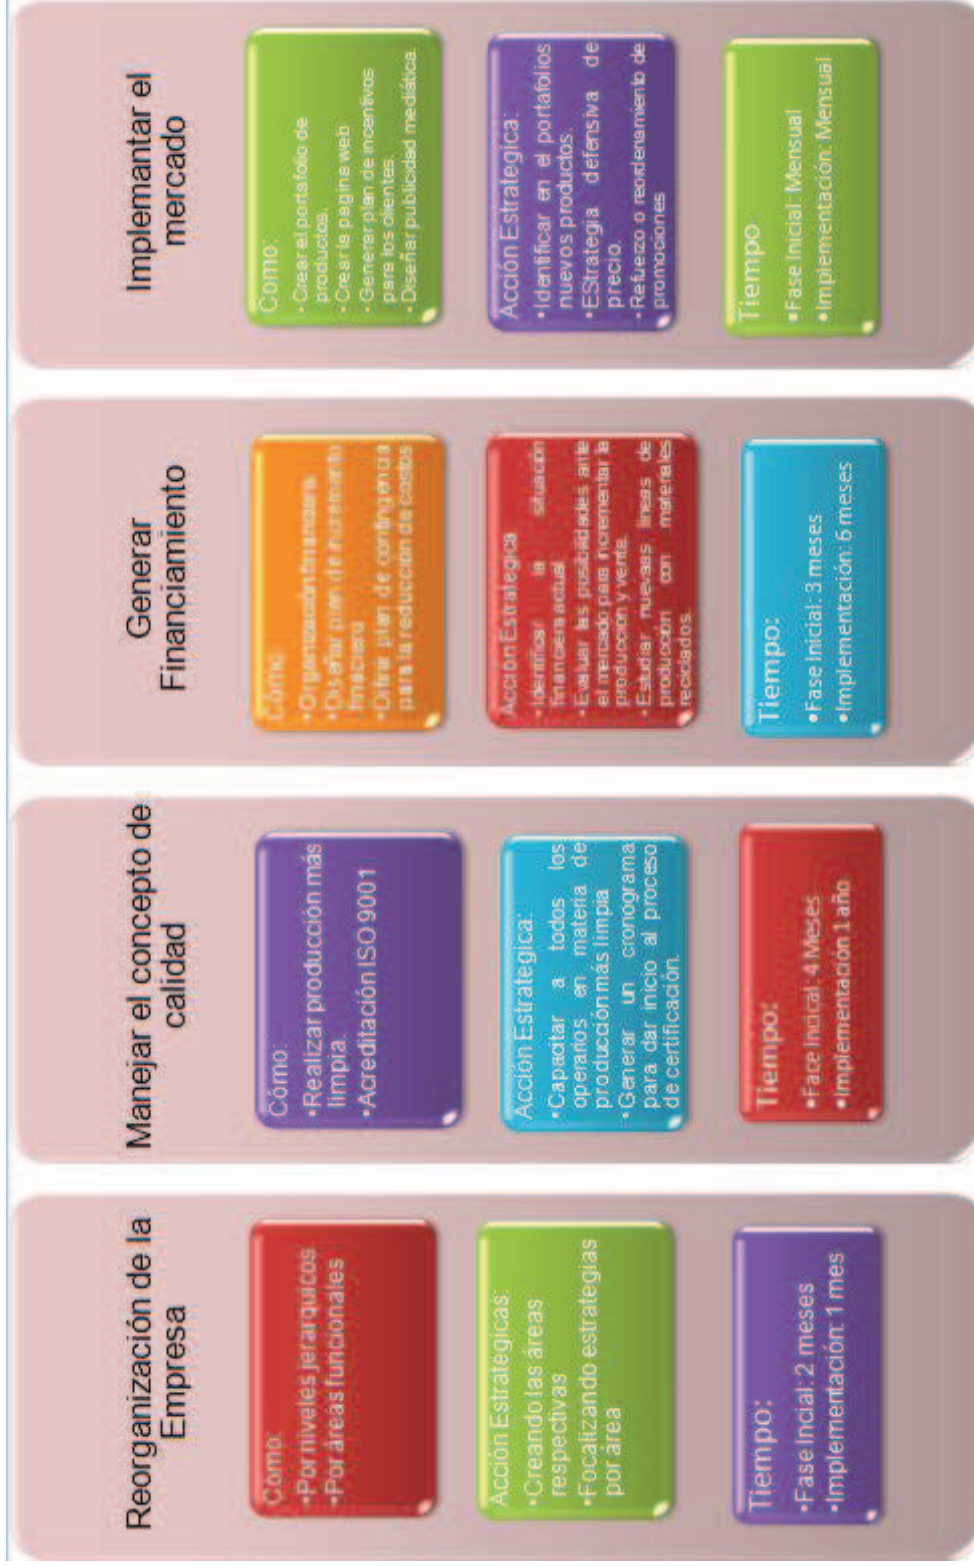 Reorganización de la
Empresa
Como:
•Por niveles jerarquicos
•Por áreas funcionales
Acción Estrategicas
•Creando las áreas
respectivas
•Focalizando estrategias
por área
Tiempo:
•Fase Incial: 2 meses
•Implementación: 1 mes
Manejar el concepto de
calidad
Cómo:
•Realizar producción más
limpia
•Acreditación ISO 9001
Acción Estratégica:
•Capacitar a todos los
operarios en materia de
producción más limpia
•Generar un cronograma
para dar inicio al proceso
de certificación.
Tiempo:
•Face Inicial: 4 Meses
•Implementación 1 año
Generar
Financiamiento
Cómo:
•Organización financiera
•Diseñar plan de incremento
financiero
•Difinir plan de contingencia
para la reducción de costos
Acción Estrategica
•Identificar la situación
financiera actual
•Evaluar las posibilidades ante
el mercado para incrementar la
producción y venta.
•Estudiar nuevas líneas de
producción con materiales
reciclados.
Tiempo:
•Fase Inicial: 3 meses
•Implementación: 6 meses
Implemantar el
mercado
Como:
•Crear el portafolio de
productos.
•Crear la pagina web
•Generar plan de incentivos
para los clientes.
•Diseñar publicidad mediática.
Acción Estrategica:
•Identificar en el portafolios
nuevos productos.
•EStrategia defensiva de
precio.
•Refuerzo o reordenamiento de
promociones
Tiempo
•Fase Inicial: Mensual
•Implementación: Mensual